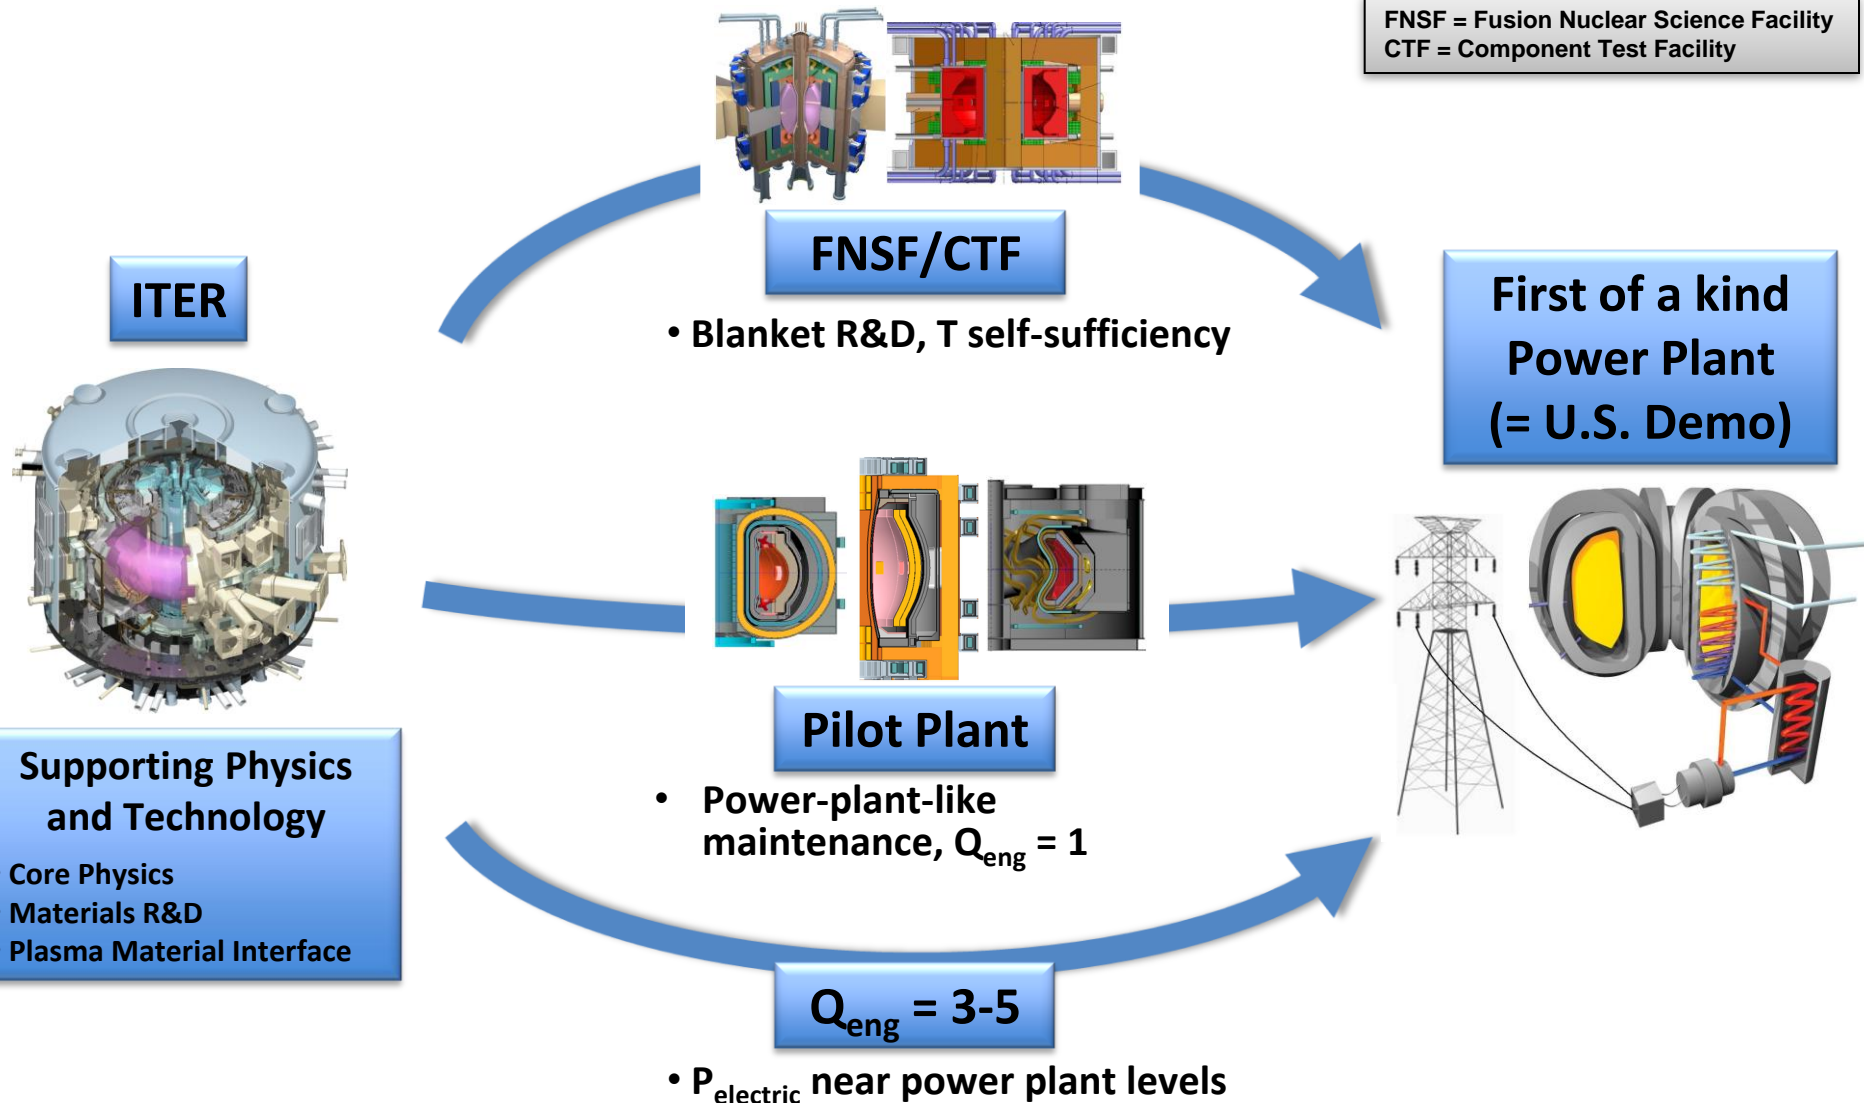 FNSF = Fusion Nuclear Science Facility
CTF = Component Test Facility
FNSF/CTF
• Blanket R&D, T self-sufficiency
ITER
First of a kind
Power Plant
(= U.S. Demo)
Pilot Plant
• Power-plant-like
maintenance, Qeng = 1
Supporting Physics
and Technology
Core Physics
Materials R&D
Plasma Material Interface
Qeng = 3-5
• Pelectric near power plant levels